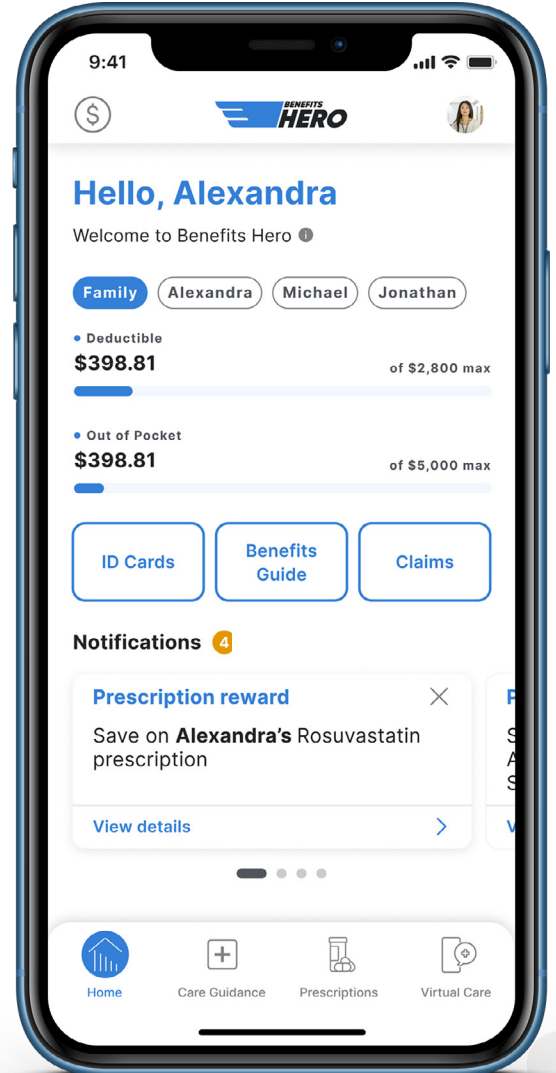 9:41
$
BENEFITS
HERO
Hello, Alexandra
Welcome to Benefits Hero i
Family Alexandra Michael Jonathan
Deductible
$398.81 of $2,800 max
Out of Pocket
$398.81 of $5,000 max
ID Cards Benefits Guide Claims
Notifications 4
Prescription reward
Save on Alexandra's Rosuvastatin
prescription
View details
Home Care Guidance Prescriptions Virtual Care